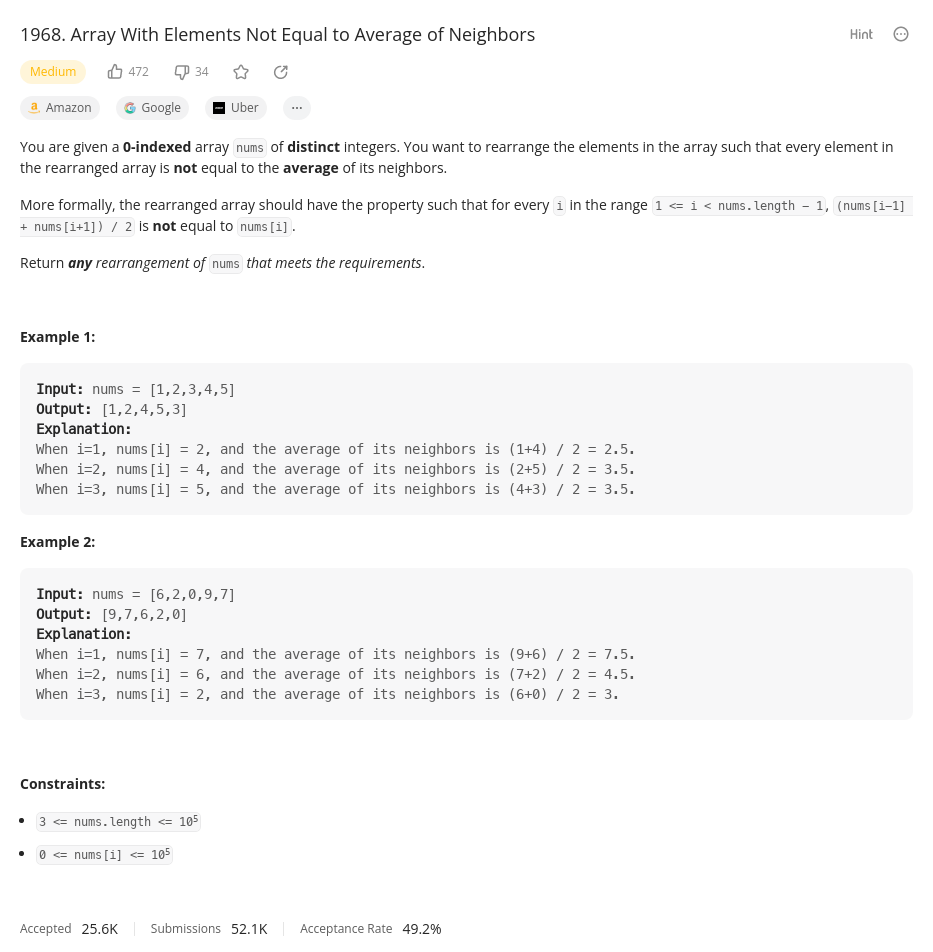 1968. Array With Elements Not Equal to Average of Neighbors
Hint
Medium
472
34
Amazon
Google
Uber
···
You are given a 0-indexed array nums of distinct integers. You want to rearrange the elements in the array such that every element in
the rearranged array is not equal to the average of its neighbors.
More formally, the rearranged array should have the property such that for every i in the range 1 <= i < nums.length - 1, (nums[i-1]
+ nums[i+1]) / 2 is not equal to nums[i].
Return any rearrangement of nums that meets the requirements.
Example 1:
Input: nums = [1,2,3,4,5]
Output: [1,2,4,5,3]
Explanation:
When i=1, nums[i] = 2, and the average of its neighbors is (1+4) / 2 = 2.5.
When i=2, nums[i] = 4, and the average of its neighbors is (2+5) / 2 = 3.5.
When i=3, nums[i] = 5, and the average of its neighbors is (4+3) / 2 = 3.5.
Example 2:
Input: nums = [6,2,0,9,7]
Output: [9,7,6,2,0]
Explanation:
When i=1, nums[i] = 7, and the average of its neighbors is (9+6) / 2 = 7.5.
When i=2, nums[i] = 6, and the average of its neighbors is (7+2) / 2 = 4.5.
When i=3, nums[i] = 2, and the average of its neighbors is (6+0) / 2 = 3.
Constraints:
• 3 <= nums.length <= 10⁵
• 0 <= nums[i] <= 10⁵
Accepted 25.6K Submissions 52.1K Acceptance Rate 49.2%